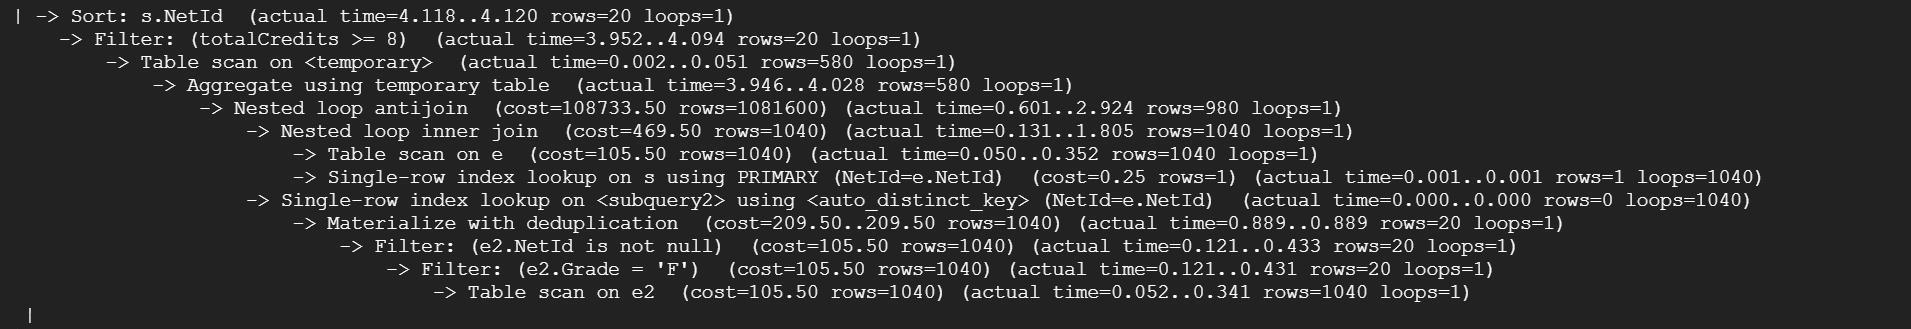 | -> Sort: s.NetId  (actual time=4.118..4.120 rows=20 loops=1)
    -> Filter: (totalCredits >= 8)  (actual time=3.952..4.094 rows=20 loops=1)
        -> Table scan on <temporary>  (actual time=0.002..0.051 rows=580 loops=1)
            -> Aggregate using temporary table  (actual time=3.946..4.028 rows=580 loops=1)
                -> Nested loop antijoin  (cost=108733.50 rows=1081600) (actual time=0.601..2.924 rows=980 loops=1)
                    -> Nested loop inner join  (cost=469.50 rows=1040) (actual time=0.131..1.805 rows=1040 loops=1)
                        -> Table scan on e  (cost=105.50 rows=1040) (actual time=0.050..0.352 rows=1040 loops=1)
                        -> Single-row index lookup on s using PRIMARY (NetId=e.NetId)  (cost=0.25 rows=1) (actual time=0.001..0.001 rows=1 loops=1040)
                    -> Single-row index lookup on <subquery2> using <auto_distinct_key> (NetId=e.NetId)  (actual time=0.000..0.000 rows=0 loops=1040)
                        -> Materialize with deduplication  (cost=209.50..209.50 rows=1040) (actual time=0.889..0.889 rows=20 loops=1)
                            -> Filter: (e2.NetId is not null)  (cost=105.50 rows=1040) (actual time=0.121..0.433 rows=20 loops=1)
                                -> Filter: (e2.Grade = 'F')  (cost=105.50 rows=1040) (actual time=0.121..0.431 rows=20 loops=1)
                                    -> Table scan on e2  (cost=105.50 rows=1040) (actual time=0.052..0.341 rows=1040 loops=1)
 |